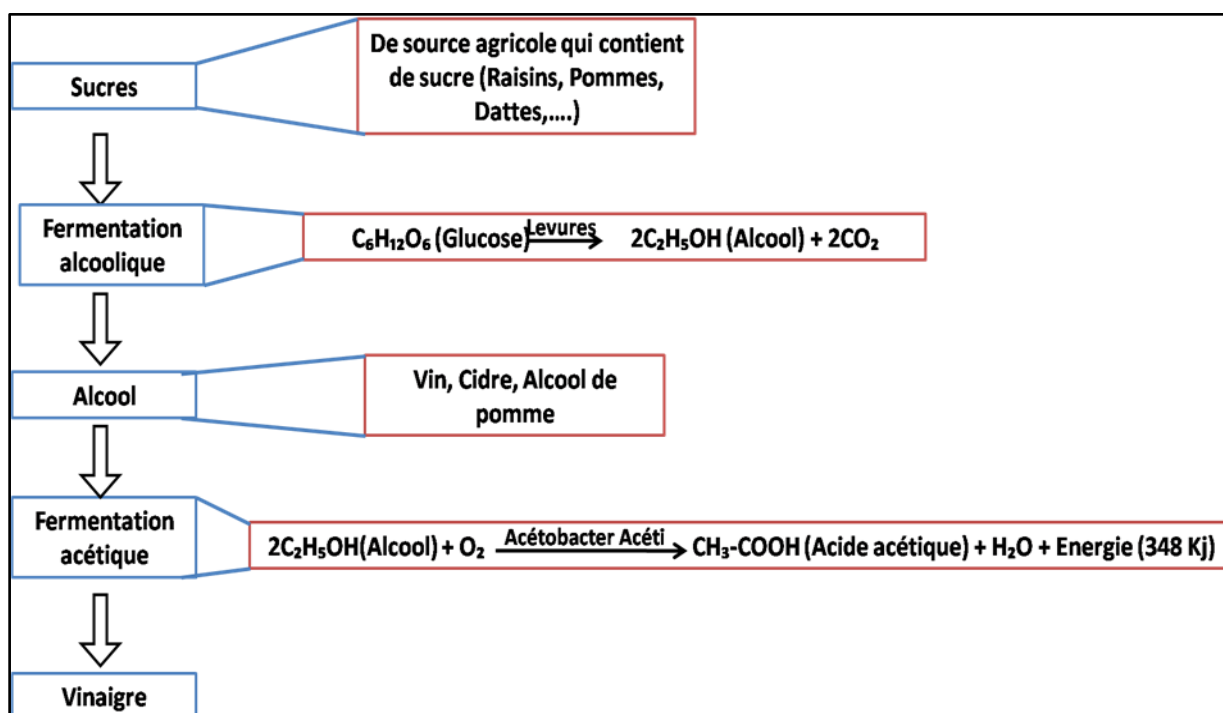 Sucres
De source agricole qui contient
de sucre (Raisins, Pommes,
Dattes,....)
Fermentation
alcoolique
C₆H₁₂O₆ (Glucose) Levures 2C₂H₅OH (Alcool) + 2CO₂
Alcool
Vin, Cidre, Alcool de
pomme
Fermentation
acétique
2C₂H₅OH(Alcool) + O₂ Acétobacter Acéti CH₃-COOH (Acide acétique) + H₂O + Energie (348 Kj)
Vinaigre